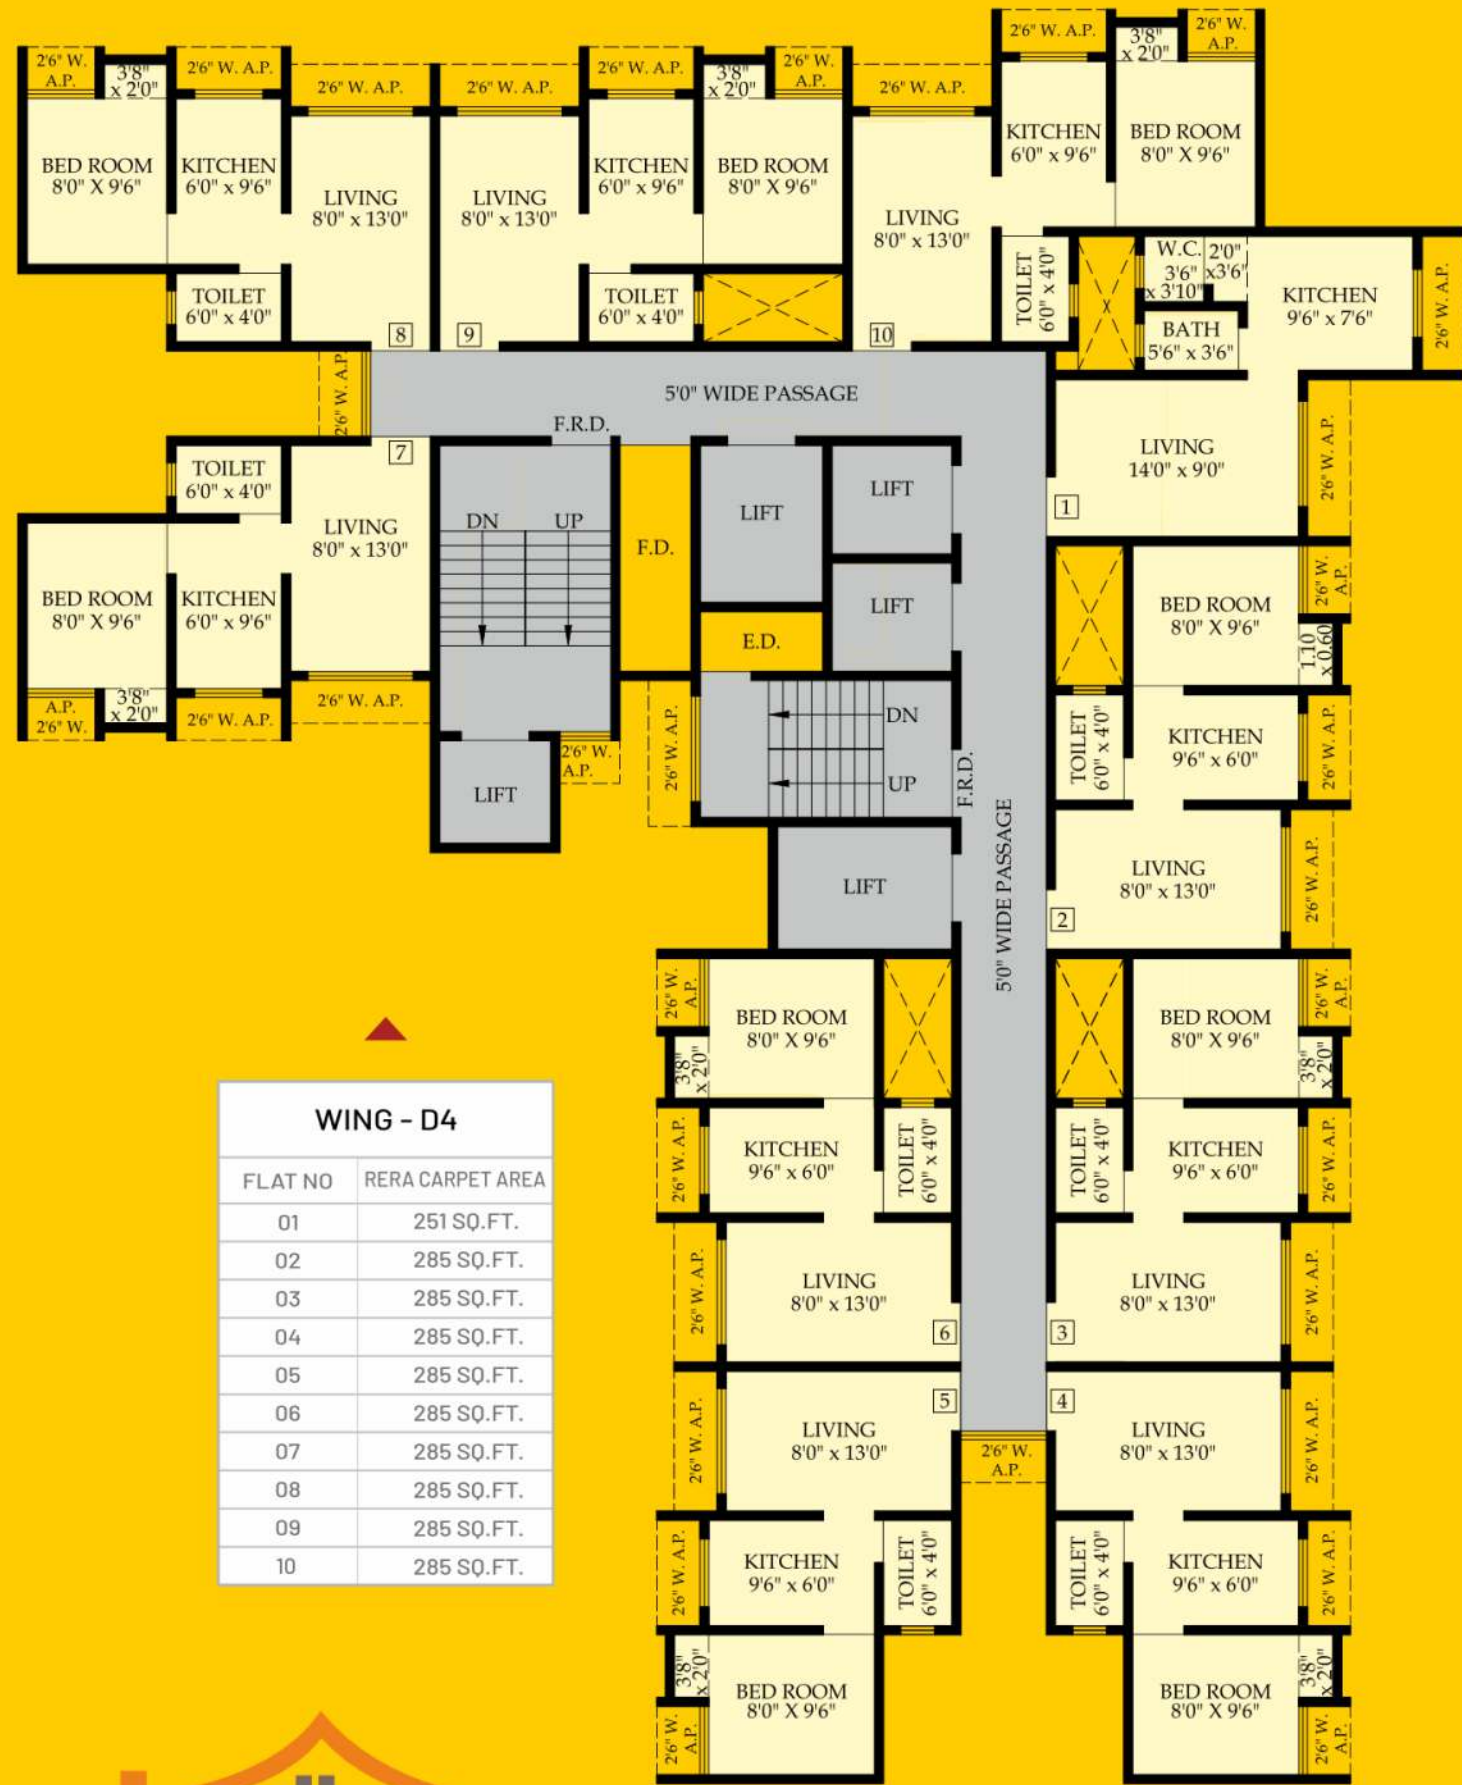 2'6" W. A.P.
3'8"
x 2'0"
BED ROOM
8'0" X 9'6"
2'6" W.
A.P.
3'8"
x 2'0"
2'6" W. A.P.
2'6" W. A.P.
2'6" W. A.P.
2'6" W. A.P.
3'8"
x 2'0"
2'6" W.
A.P.
2'6" W. A.P.
2'6" W.
A.P.
KITCHEN
6'0" x 9'6"
BED ROOM
8'0" X 9'6"
KITCHEN
6'0" x 9'6"
LIVING
8'0" x 13'0"
LIVING
8'0" x 13'0"
KITCHEN
6'0" x 9'6"
BED ROOM
8'0" X 9'6"
LIVING
8'0" x 13'0"
TOILET
6'0" x 4'0"
W.C.
3'6"
x 3'10"
2'0"
x3'6"
KITCHEN
9'6" x 7'6"
2'6" W. A.P.
TOILET
6'0" x 4'0"
8
9
TOILET
6'0" x 4'0"
10
BATH
5'6" x 3'6"
2'6" W. A.P.
5'0" WIDE PASSAGE
F.R.D.
7
TOILET
6'0" x 4'0"
LIVING
14'0" x 9'0"
2'6" W. A.P.
1
LIFT
LIFT
DN
UP
F.D.
LIVING
8'0" x 13'0"
BED ROOM
8'0" X 9'6"
KITCHEN
6'0" x 9'6"
LIFT
E.D.
BED ROOM
8'0" X 9'6"
2'6" W.
A.P.
1.10
x 0.60
A.P.
2'6" W.
3'8"
x 2'0"
2'6" W. A.P.
2'6" W. A.P.
2'6" W. A.P.
DN
UP
F.R.D.
TOILET
6'0" x 4'0"
KITCHEN
9'6" x 6'0"
2'6" W. A.P.
2'6" W.
A.P.
LIFT
5'0" WIDE PASSAGE
LIFT
LIVING
8'0" x 13'0"
2'6" W. A.P.
2
2'6" W.
A.P.
BED ROOM
8'0" X 9'6"
3'8"
x 2'0"
BED ROOM
8'0" X 9'6"
2'6" W.
A.P.
3'8"
x 2'0"
2'6" W. A.P.
KITCHEN
9'6" x 6'0"
TOILET
6'0" x 4'0"
TOILET
6'0" x 4'0"
KITCHEN
9'6" x 6'0"
2'6" W. A.P.
2'6" W. A.P.
LIVING
8'0" x 13'0"
6
3
LIVING
8'0" x 13'0"
2'6" W. A.P.
2'6" W. A.P.
LIVING
8'0" x 13'0"
5
4
LIVING
8'0" x 13'0"
2'6" W. A.P.
2'6" W.
A.P.
2'6" W. A.P.
KITCHEN
9'6" x 6'0"
TOILET
6'0" x 4'0"
TOILET
6'0" x 4'0"
KITCHEN
9'6" x 6'0"
2'6" W. A.P.
3'8"
x 2'0"
BED ROOM
8'0" X 9'6"
2'6" W.
A.P.
BED ROOM
8'0" X 9'6"
3'8"
x 2'0"
2'6" W.
A.P.
WING - D4
FLAT NO RERA CARPET AREA
01 251 SQ.FT.
02 285 SQ.FT.
03 285 SQ.FT.
04 285 SQ.FT.
05 285 SQ.FT.
06 285 SQ.FT.
07 285 SQ.FT.
08 285 SQ.FT.
09 285 SQ.FT.
10 285 SQ.FT.